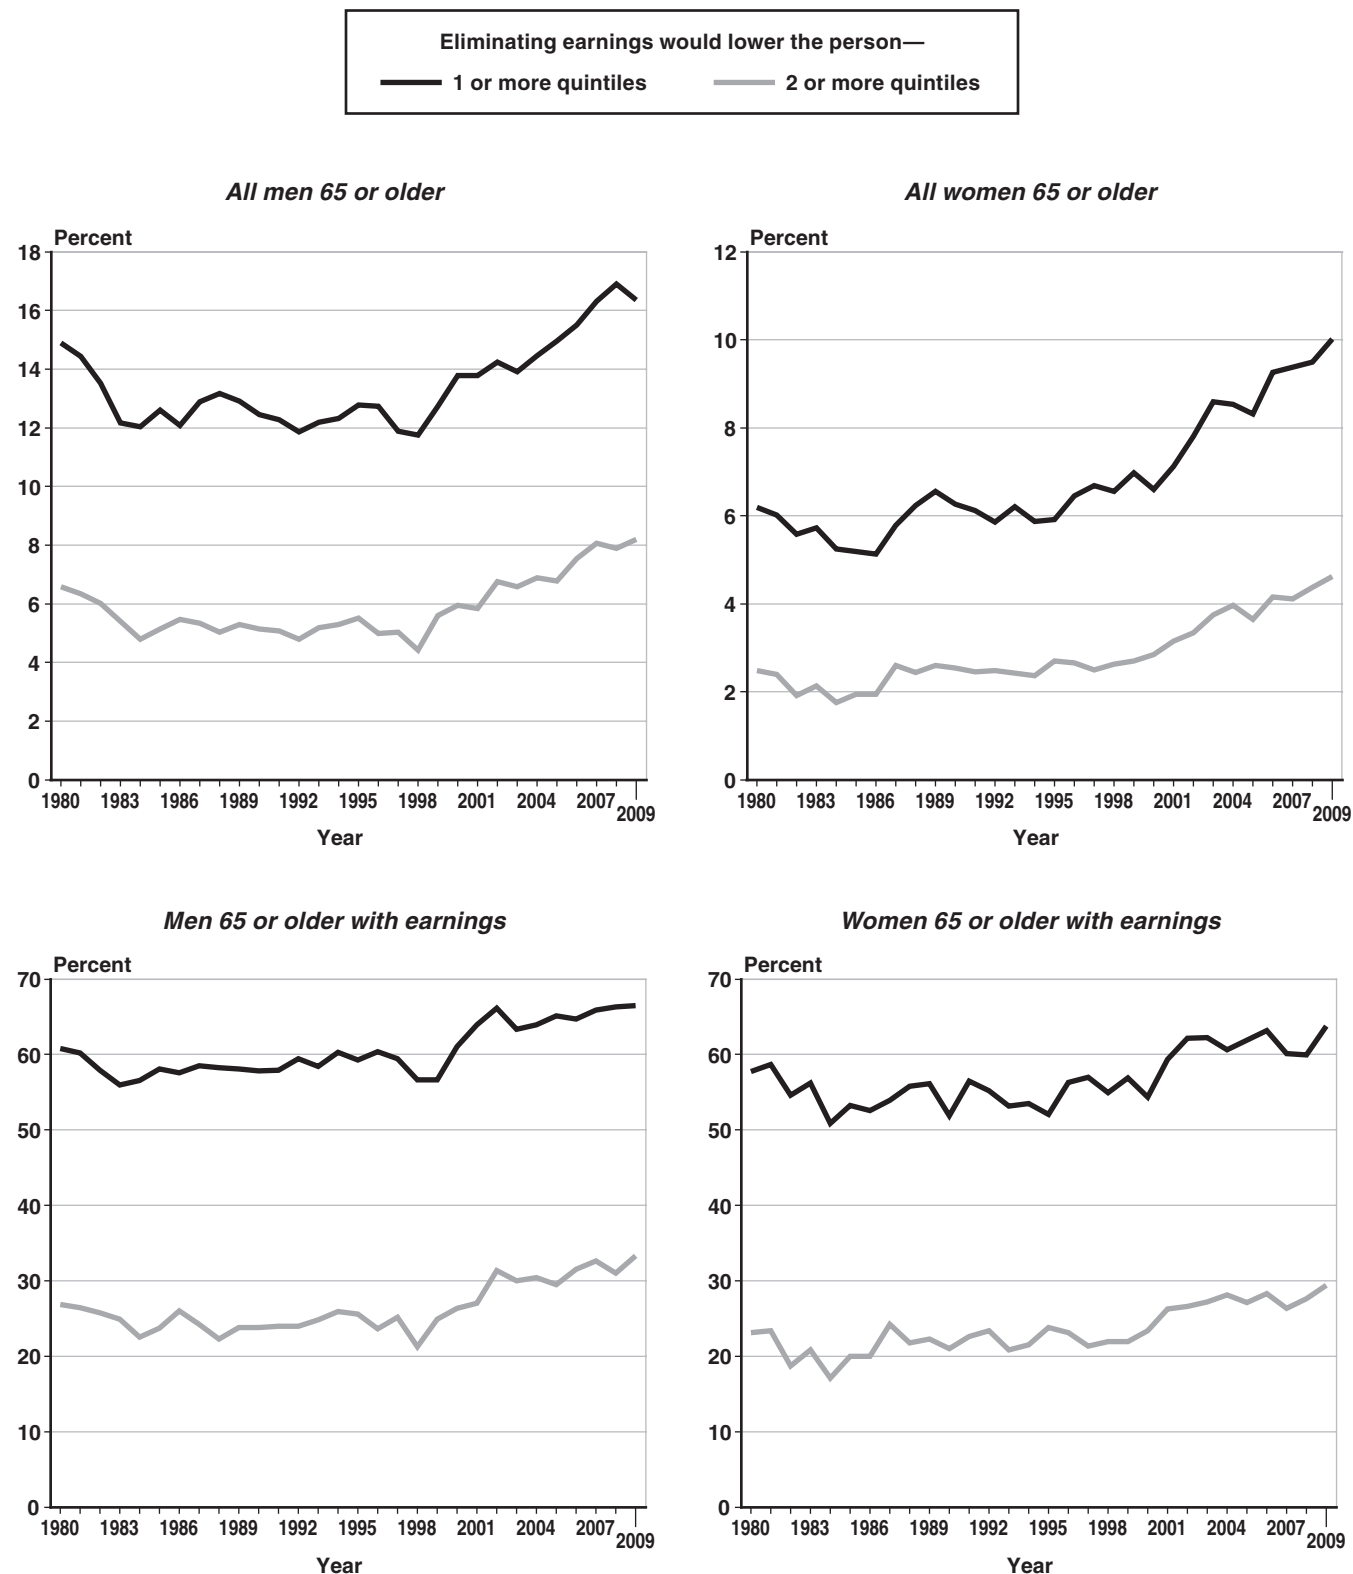 Eliminating earnings would lower the person—
1 or more quintiles 2 or more quintiles
All men 65 or older
Percent
18
16
14
12
10
8
6
4
2
0
1980 1983 1986 1989 1992 1995 1998 2001 2004 2007 2009
Year
All women 65 or older
Percent
12
10
8
6
4
2
0
1980 1983 1986 1989 1992 1995 1998 2001 2004 2007 2009
Year
Men 65 or older with earnings
Percent
70
60
50
40
30
20
10
0
1980 1983 1986 1989 1992 1995 1998 2001 2004 2007 2009
Year
Women 65 or older with earnings
Percent
70
60
50
40
30
20
10
0
1980 1983 1986 1989 1992 1995 1998 2001 2004 2007 2009
Year